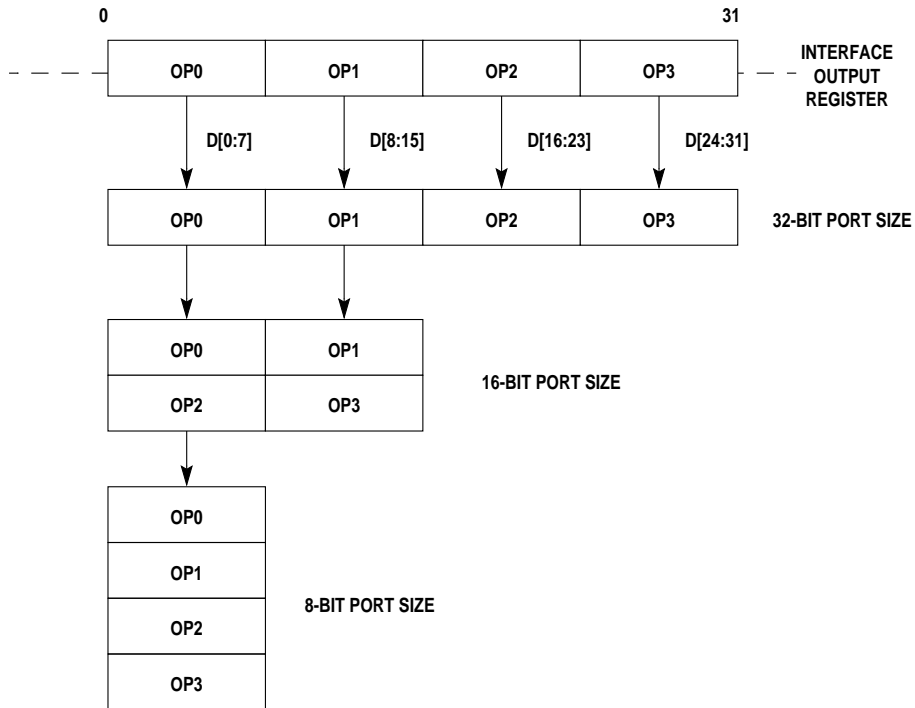 0 31
OP0 OP1 OP2 OP3
INTERFACE
OUTPUT
REGISTER
D[0:7] D[8:15] D[16:23] D[24:31]
OP0 OP1 OP2 OP3 32-BIT PORT SIZE
OP0 OP1
16-BIT PORT SIZE
OP2 OP3
OP0
OP1
8-BIT PORT SIZE
OP2
OP3